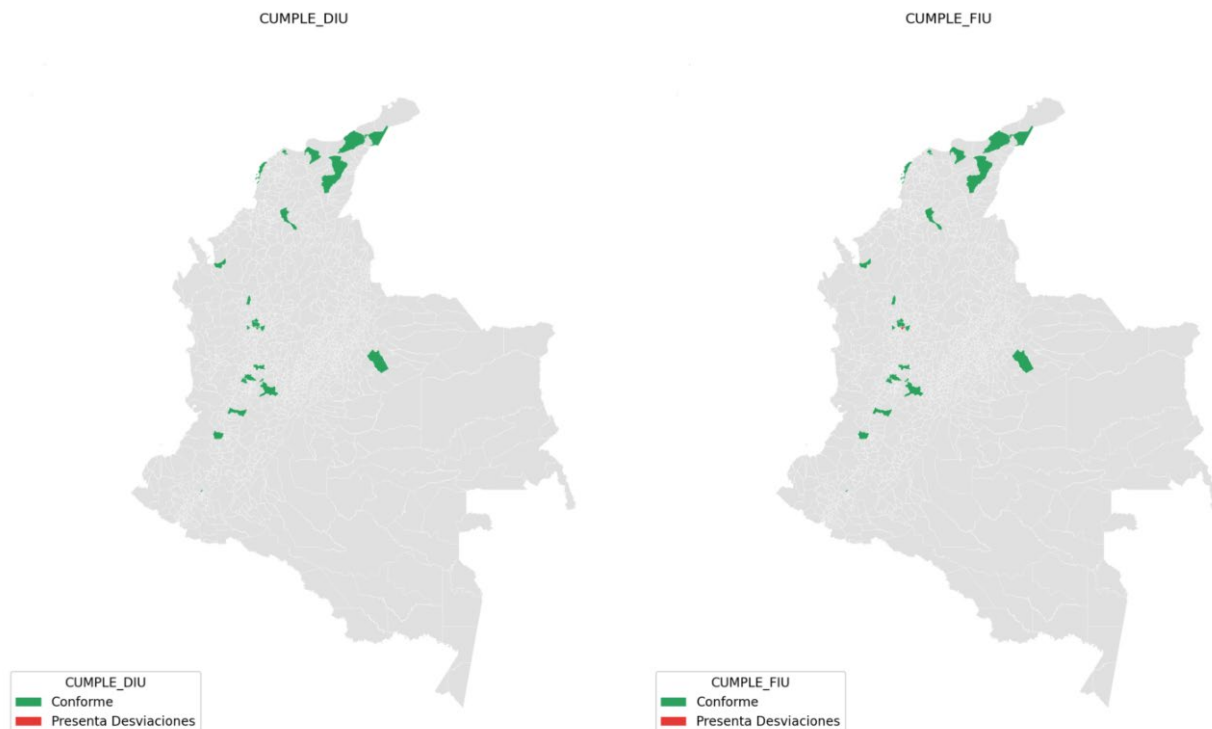 CUMPLE_DIU
CUMPLE_FIU
CUMPLE_DIU
Conforme
Presenta Desviaciones
CUMPLE_FIU
Conforme
Presenta Desviaciones